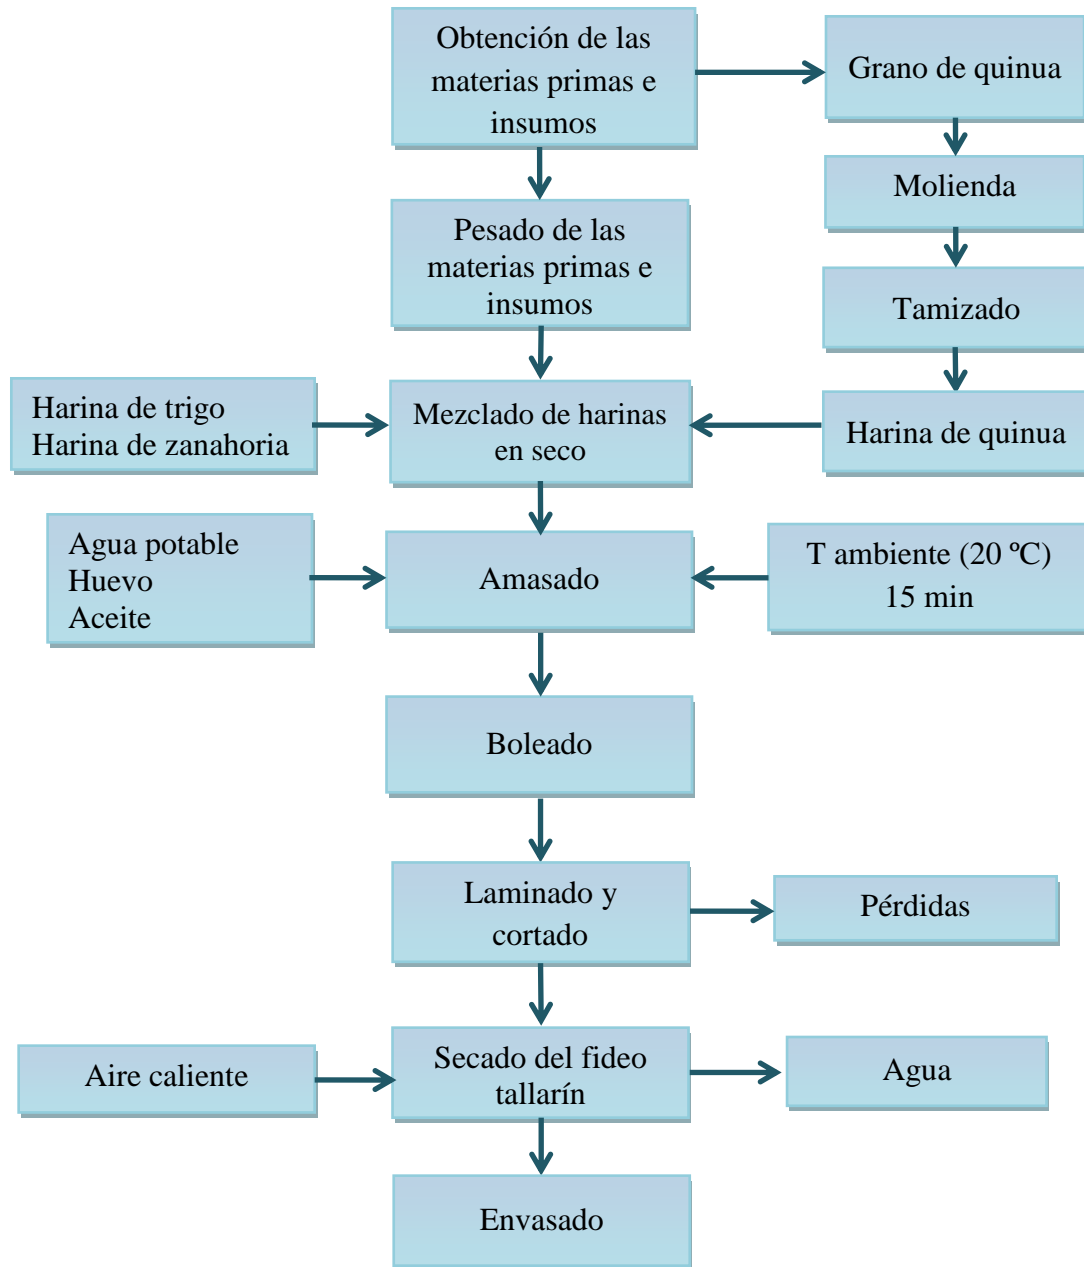 Obtención de las
materias primas e
insumos
Grano de quinua
Molienda
Pesado de las
materias primas e
insumos
Tamizado
Harina de trigo
Harina de zanahoria
Mezclado de harinas
en seco
Harina de quinua
Agua potable
Huevo
Aceite
Amasado
T ambiente (20 ºC)
15 min
Boleado
Laminado y
cortado
Pérdidas
Aire caliente
Secado del fideo
tallarín
Agua
Envasado